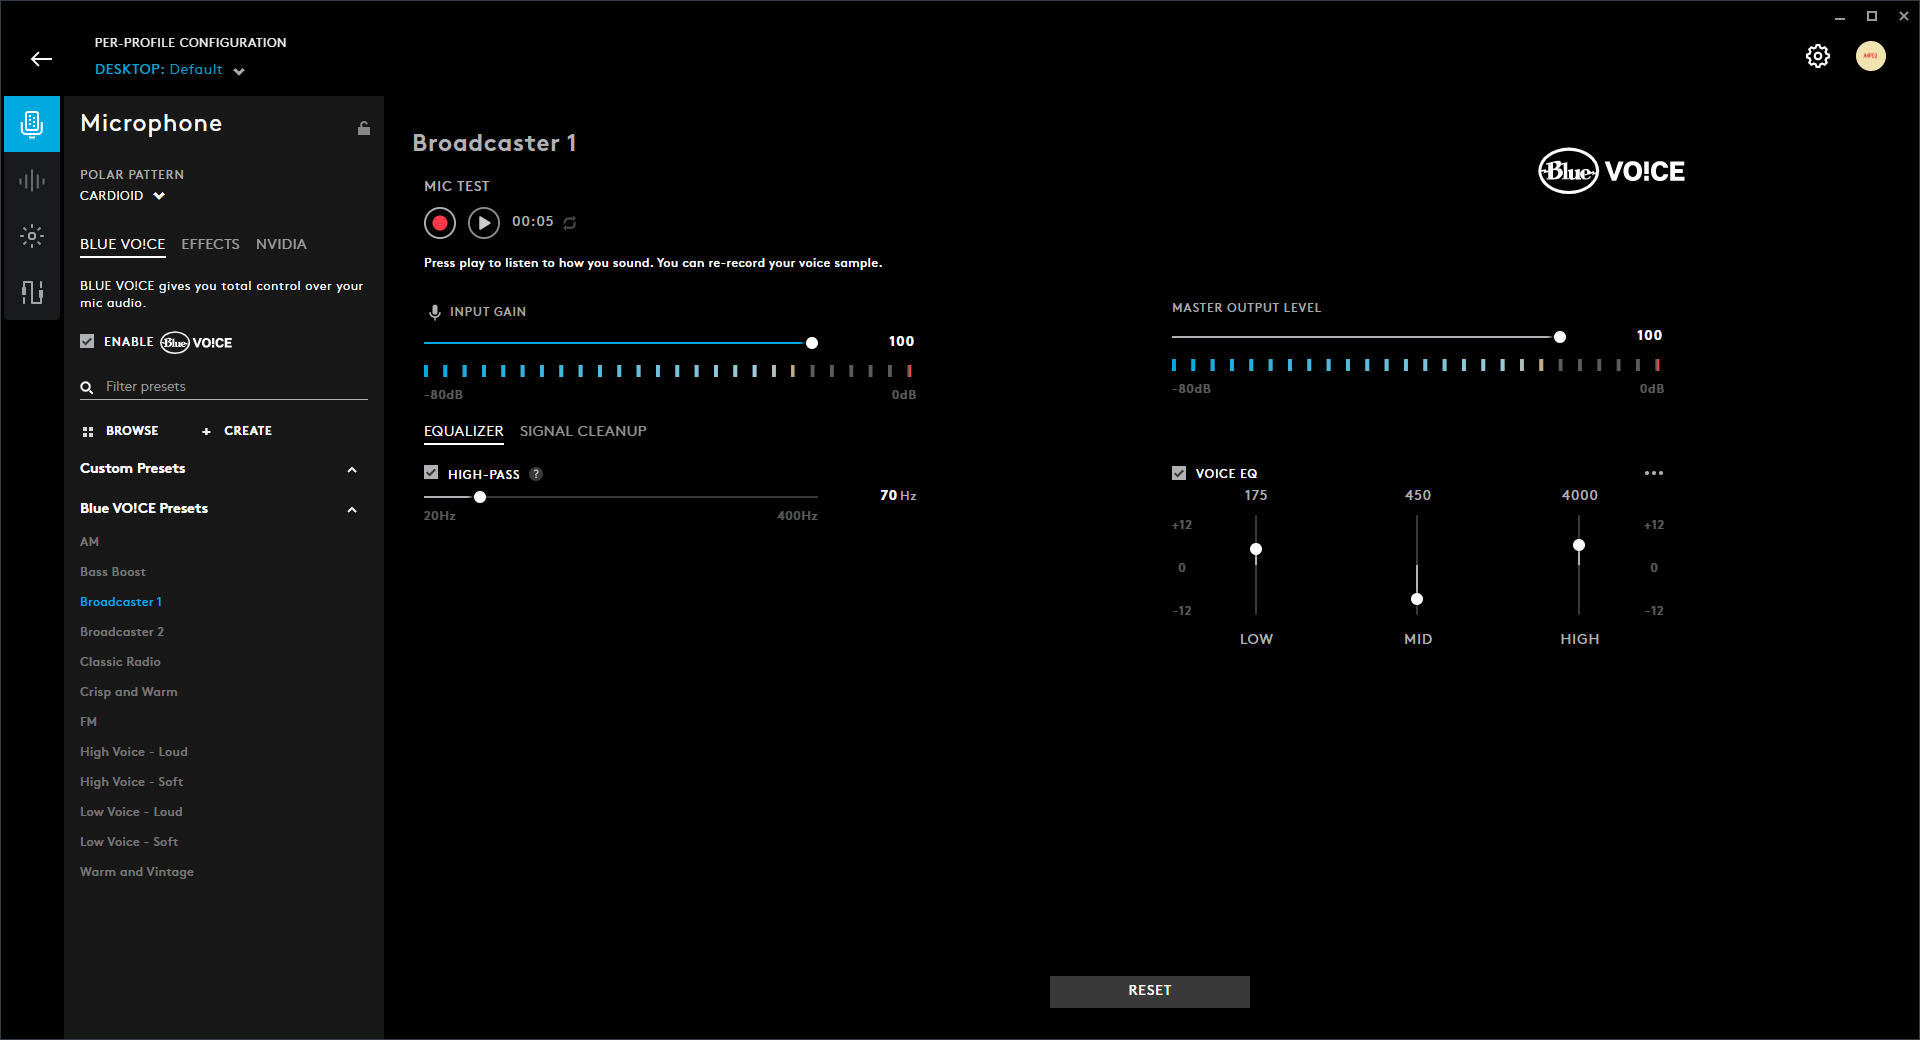 PER-PROFILE CONFIGURATION
DESKTOP: Default
Microphone
POLAR PATTERN
CARDIOID
BLUE VO!CE EFFECTS NVIDIA
BLUE VO!CE gives you total control over your
mic audio.
ENABLE Blue VO!CE
Filter presets
BROWSE + CREATE
Custom Presets
Blue VO!CE Presets
AM
Bass Boost
Broadcaster 1
Broadcaster 2
Classic Radio
Crisp and Warm
FM
High Voice - Loud
High Voice - Soft
Low Voice - Loud
Low Voice - Soft
Warm and Vintage
Broadcaster 1
Blue VO!CE
MIC TEST
00:05
Press play to listen to how you sound. You can re-record your voice sample.
INPUT GAIN
100
-80dB 0dB
MASTER OUTPUT LEVEL
100
-80dB 0dB
EQUALIZER SIGNAL CLEANUP
HIGH-PASS ?
70 Hz
20Hz 400Hz
VOICE EQ
175 450 4000
+12 +12
0 0
-12 -12
LOW MID HIGH
RESET